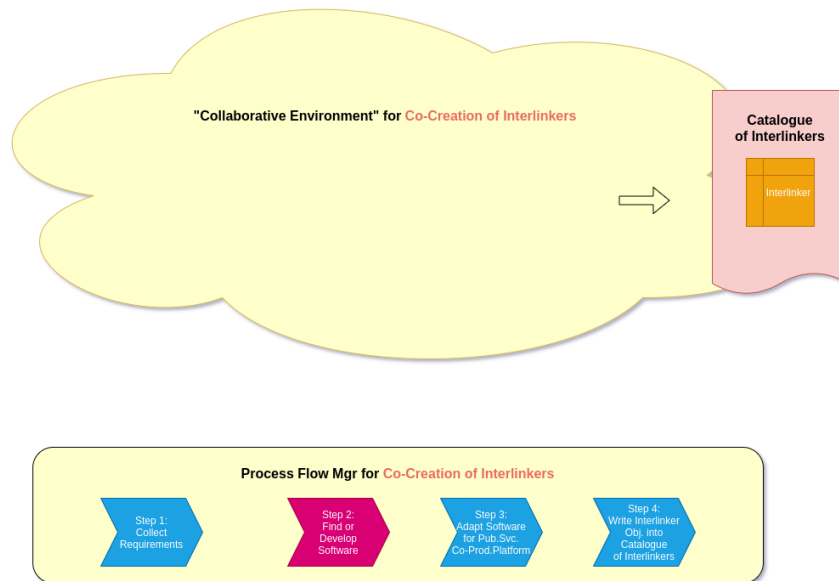 "Collaborative Environment" for Co-Creation of Interlinkers
Catalogue
of Interlinkers
Interlinker
Process Flow Mgr for Co-Creation of Interlinkers
Step 1:
Collect
Requirements
Step 2:
Find or
Develop
Software
Step 3:
Adapt Software
for Pub.Svc.
Co-Prod.Platform
Step 4:
Write Interlinker
Obj. into
Catalogue
of Interlinkers